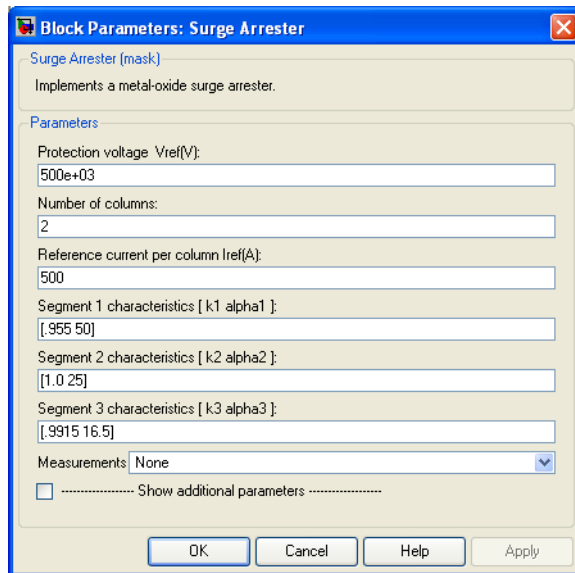 Block Parameters: Surge Arrester
Surge Arrester (mask)
Implements a metal-oxide surge arrester.
Parameters
Protection voltage Vref(V):
500e+03
Number of columns:
2
Reference current per column Iref(A):
500
Segment 1 characteristics [ k1 alpha1 ]:
[.955 50]
Segment 2 characteristics [ k2 alpha2 ]:
[1.0 25]
Segment 3 characteristics [ k3 alpha3 ]:
[.9915 16.5]
Measurements None
------------------ Show additional parameters ------------------
OK Cancel Help Apply